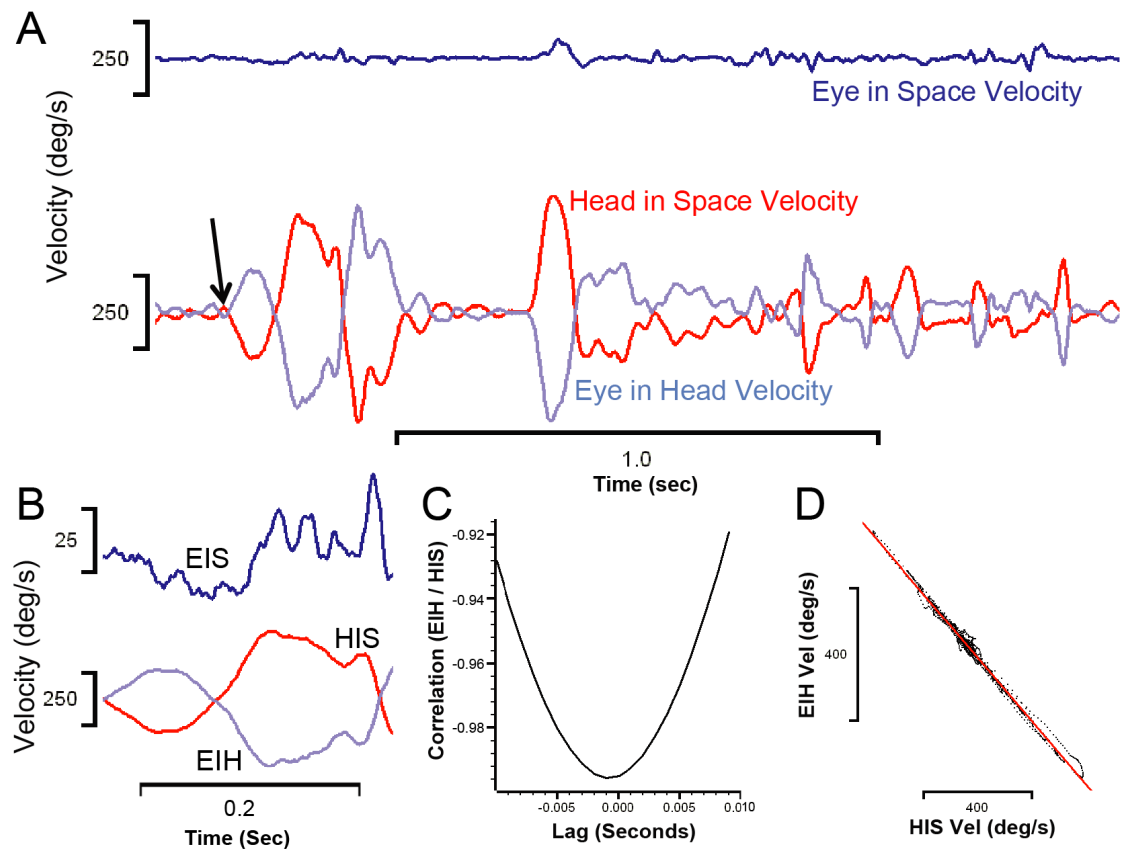 A
250
Eye in Space Velocity
Velocity (deg/s)
Head in Space Velocity
250
Eye in Head Velocity
1.0
Time (sec)
B
25
EIS
Velocity (deg/s)
HIS
250
EIH
0.2
Time (Sec)
C
Correlation (EIH / HIS)
-0.92
-0.94
-0.96
-0.98
-0.005
0.000
0.005
0.010
Lag (Seconds)
D
EIH Vel (deg/s)
400
400
HIS Vel (deg/s)